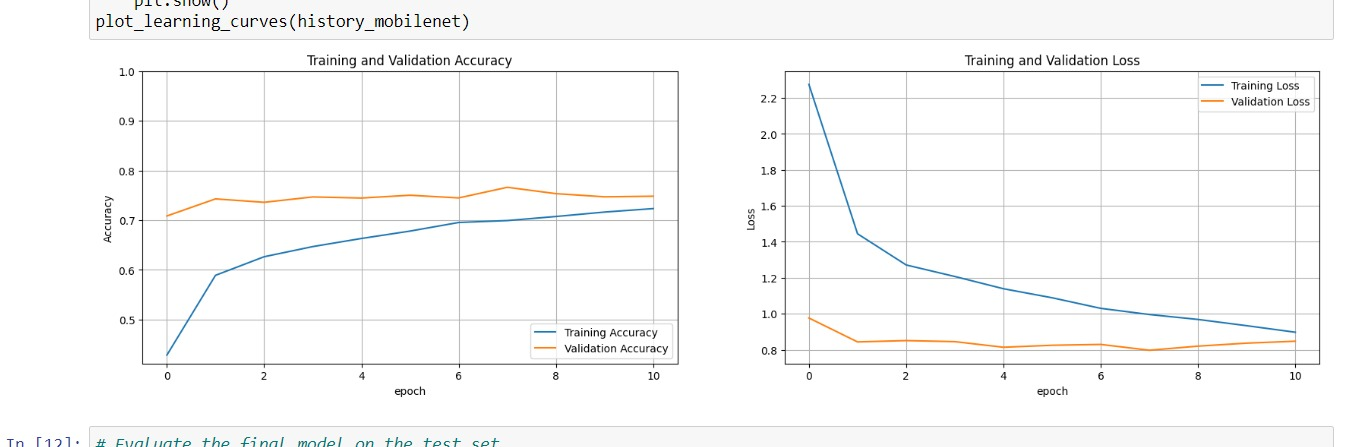 plt.show()
plot_learning_curves(history_mobilenet)
Training and Validation Accuracy
1.0
0.9
0.8
0.7
0.6
0.5
Accuracy
Training Accuracy
Validation Accuracy
0 2 4 6 8 10
epoch
Training and Validation Loss
2.2
2.0
1.8
1.6
1.4
1.2
1.0
0.8
Loss
Training Loss
Validation Loss
0 2 4 6 8 10
epoch
In [12]: # Evaluate the final model on the test set